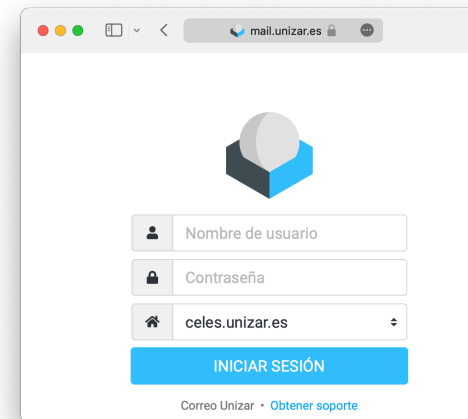 mail.unizar.es
Nombre de usuario
Contraseña
celes.unizar.es
INICIAR SESIÓN
Correo Unizar • Obtener soporte